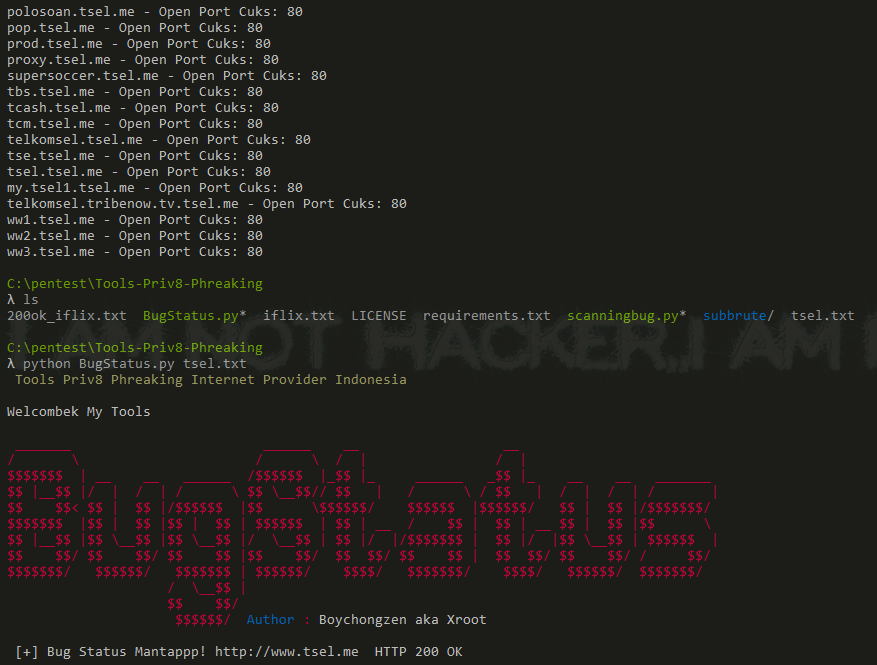 polosoan.tsel.me - Open Port Cuks: 80
pop.tsel.me - Open Port Cuks: 80
prod.tsel.me - Open Port Cuks: 80
proxy.tsel.me - Open Port Cuks: 80
supersoccer.tsel.me - Open Port Cuks: 80
tbs.tsel.me - Open Port Cuks: 80
tcash.tsel.me - Open Port Cuks: 80
tcm.tsel.me - Open Port Cuks: 80
telkomsel.tsel.me - Open Port Cuks: 80
tse.tsel.me - Open Port Cuks: 80
tsel.tsel.me - Open Port Cuks: 80
my.tsel1.tsel.me - Open Port Cuks: 80
telkomsel.tribenow.tv.tsel.me - Open Port Cuks: 80
ww1.tsel.me - Open Port Cuks: 80
ww2.tsel.me - Open Port Cuks: 80
ww3.tsel.me - Open Port Cuks: 80
C:\pentest\Tools-Priv8-Phreaking
λ ls
200ok_iflix.txt BugStatus.py* iflix.txt LICENSE requirements.txt scanningbug.py* subbrute/ tsel.txt
C:\pentest\Tools-Priv8-Phreaking
λ python BugStatus.py tsel.txt
Tools Priv8 Phreaking Internet Provider Indonesia
Welcombek My Tools
BugStatus
Author : Boychongzen aka Xroot
[+] Bug Status Mantappp! http://www.tsel.me HTTP 200 OK
I AM NOT HACKER,,I AM